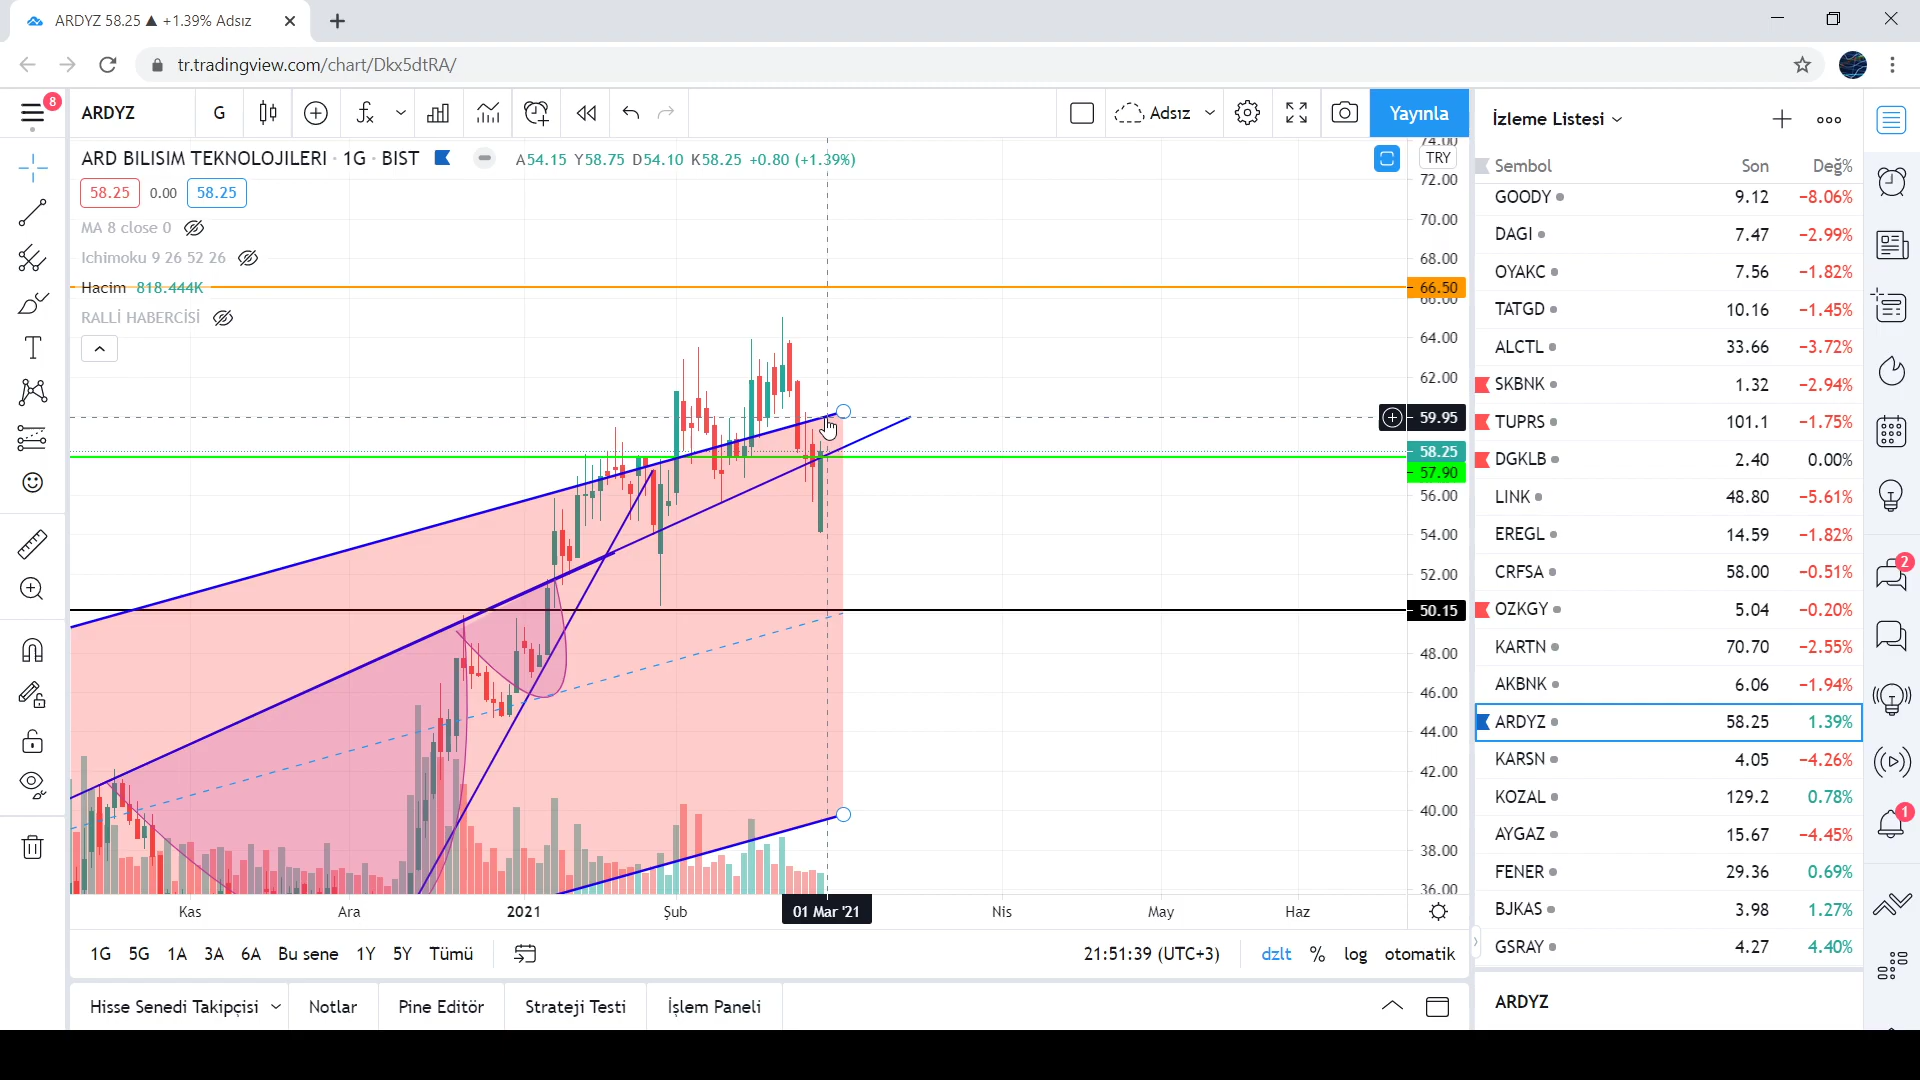 ARDYZ 58.25 ▲ +1.39% Adsız
tr.tradingview.com/chart/Dkx5dtRA/
8
ARDYZ
G
Adsız
Yayınla
ARD BILISIM TEKNOLOJILERI · 1G · BIST
A54.15 Y58.75 D54.10 K58.25 +0.80 (+1.39%)
58.25 0.00 58.25
MA 8 close 0
Ichimoku 9 26 52 26
Hacim 818.444K
RALLİ HABERCİSİ
74.00
TRY
72.00
70.00
68.00
66.50
66.00
64.00
62.00
59.95
58.25
57.90
56.00
54.00
52.00
50.15
48.00
46.00
44.00
42.00
40.00
38.00
36.00
Kas Ara 2021 Şub 01 Mar '21 Nis May Haz
1G 5G 1A 3A 6A Bu sene 1Y 5Y Tümü
21:51:39 (UTC+3)
dzlt % log otomatik
Hisse Senedi Takipçisi Notlar Pine Editör Strateji Testi İşlem Paneli
İzleme Listesi
Sembol Son Değ%
GOODY 9.12 −8.06%
DAGI 7.47 −2.99%
OYAKC 7.56 −1.82%
TATGD 10.16 −1.45%
ALCTL 33.66 −3.72%
SKBNK 1.32 −2.94%
TUPRS 101.1 −1.75%
DGKLB 2.40 0.00%
LINK 48.80 −5.61%
EREGL 14.59 −1.82%
CRFSA 58.00 −0.51%
OZKGY 5.04 −0.20%
KARTN 70.70 −2.55%
AKBNK 6.06 −1.94%
ARDYZ 58.25 1.39%
KARSN 4.05 −4.26%
KOZAL 129.2 0.78%
AYGAZ 15.67 −4.45%
FENER 29.36 0.69%
BJKAS 3.98 1.27%
GSRAY 4.27 4.40%
ARDYZ
2
1